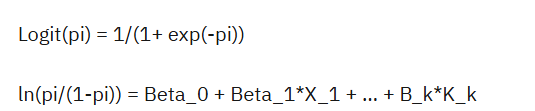 Logit(pi) = 1/(1+ exp(-pi))
ln(pi/(1-pi)) = Beta_0 + Beta_1*X_1 + ... + B_k*K_k